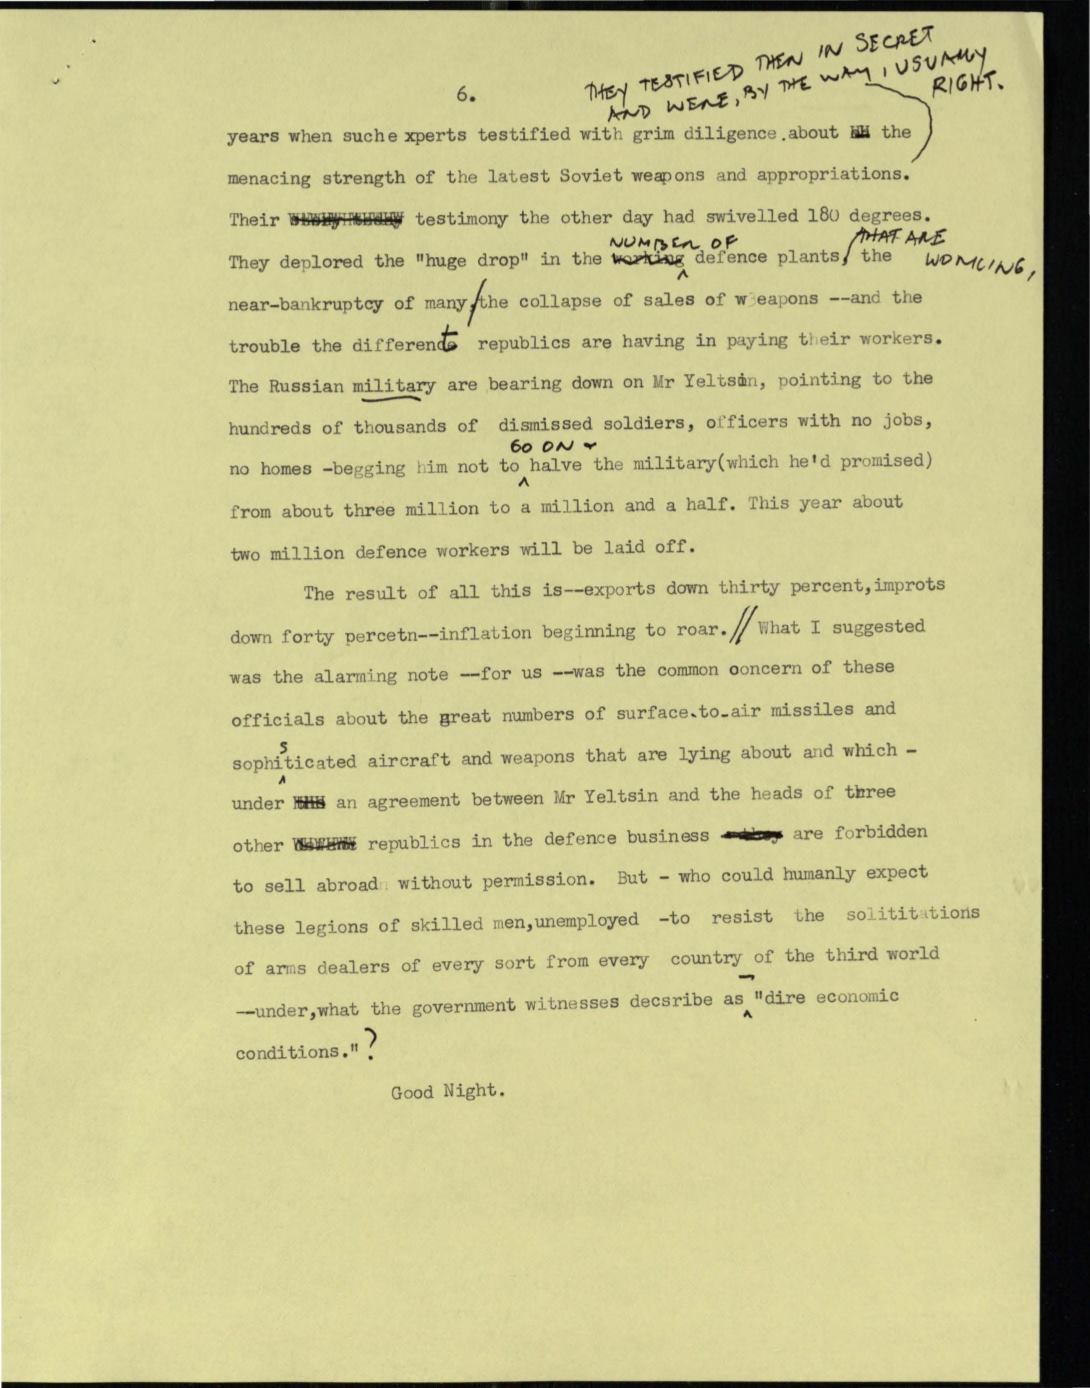 THEY TESTIFIED THEN IN SECRET
AND WERE, BY THE WAY, USUALLY
RIGHT.
6.
years when suche xperts testified with grim diligence.about the
menacing strength of the latest Soviet weapons and appropriations.
Their testimony the other day had swivelled 180 degrees.
NUMBER OF
THAT ARE
They deplored the "huge drop" in the working defence plants, the
WORKING,
near-bankruptcy of many,/the collapse of sales of weapons --and the
trouble the different republics are having in paying their workers.
The Russian military are bearing down on Mr Yeltsin, pointing to the
hundreds of thousands of dismissed soldiers, officers with no jobs,
GO ON &
no homes -begging him not to halve the military(which he'd promised)
from about three million to a million and a half. This year about
two million defence workers will be laid off.
The result of all this is--exports down thirty percent,improts
down forty percetn--inflation beginning to roar.// What I suggested
was the alarming note --for us --was the common concern of these
officials about the great numbers of surface-to-air missiles and
s
sophiticated aircraft and weapons that are lying about and which -
under an agreement between Mr Yeltsin and the heads of three
other republics in the defence business are forbidden
to sell abroad without permission. But - who could humanly expect
these legions of skilled men,unemployed -to resist the solititations
of arms dealers of every sort from every country of the third world
--under,what the government witnesses decsribe as "dire economic
conditions."?
Good Night.